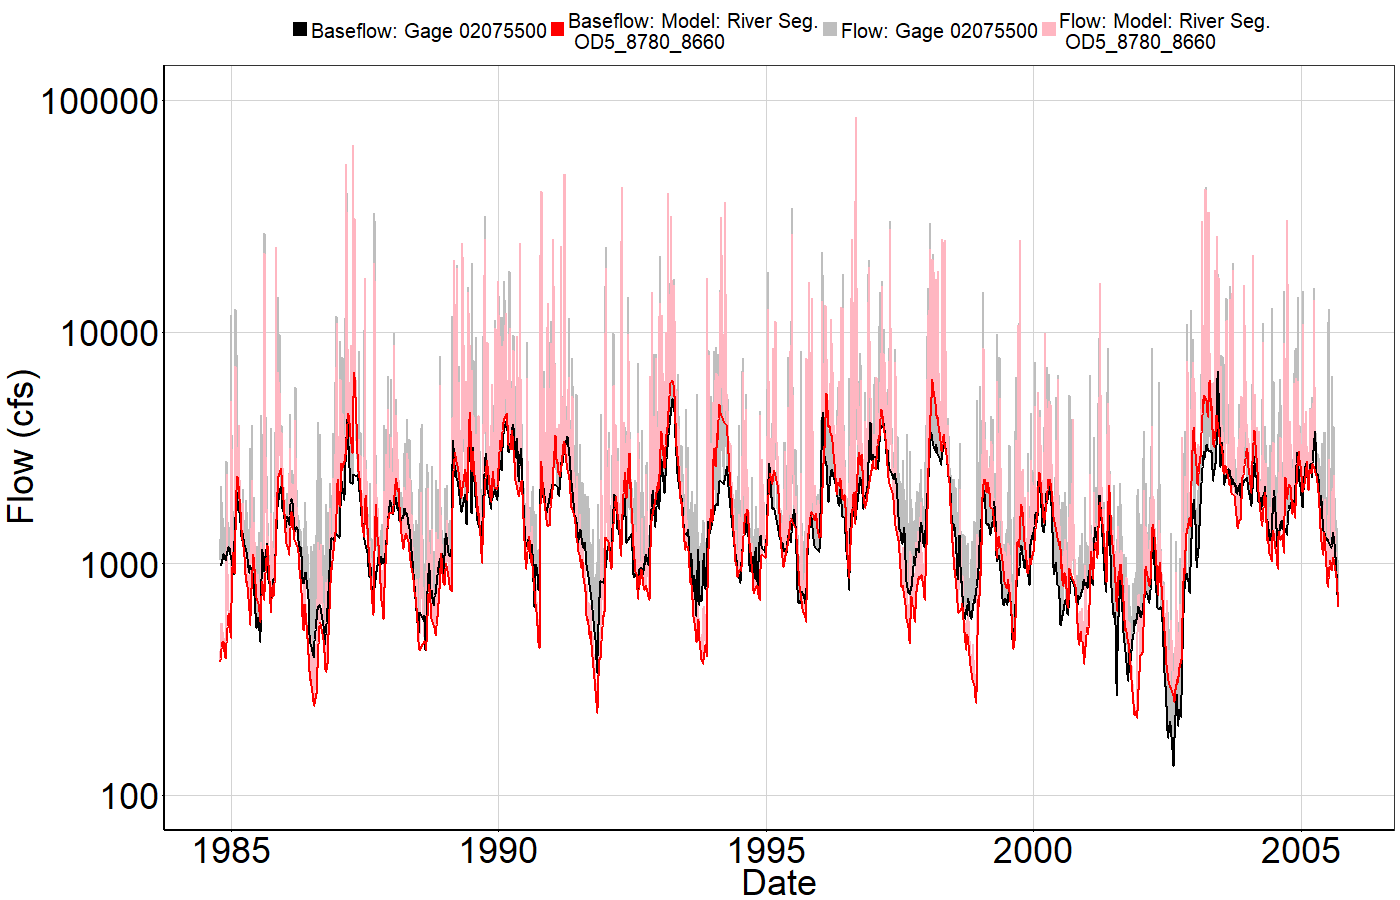 Baseflow: Gage 02075500
Baseflow: Model: River Seg.
OD5_8780_8660
Flow: Gage 02075500
Flow: Model: River Seg.
OD5_8780_8660
Flow (cfs)
100000
10000
1000
100
1985
1990
1995
2000
2005
Date